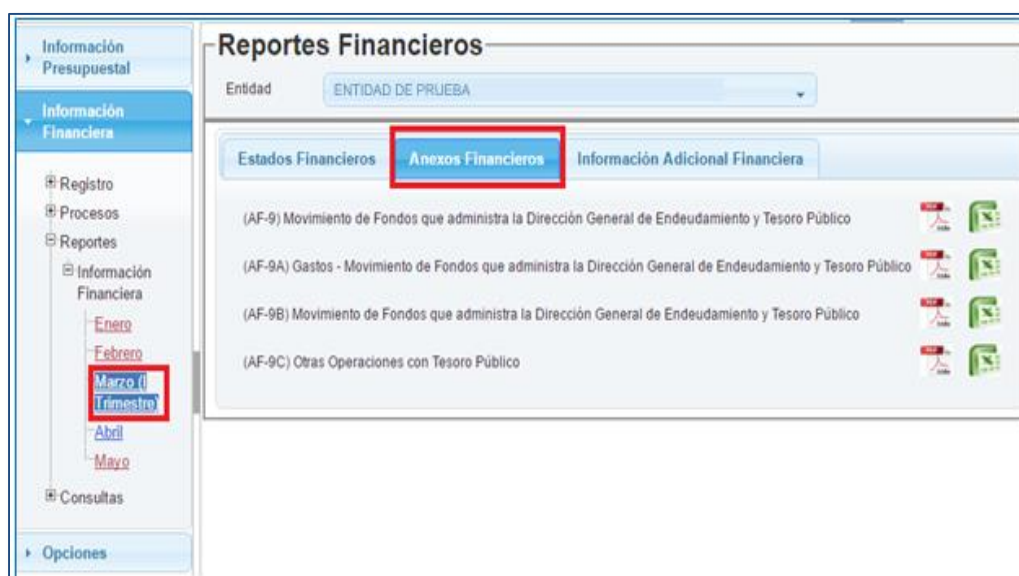 Información
Presupuestal
Información
Financiera
Registro
Procesos
Reportes
Información
Financiera
Enero
Febrero
Marzo (I
Trimestre)
Abril
Mayo
Consultas
Opciones
Reportes Financieros
Entidad ENTIDAD DE PRUEBA
Estados Financieros Anexos Financieros Información Adicional Financiera
(AF-9) Movimiento de Fondos que administra la Dirección General de Endeudamiento y Tesoro Público
(AF-9A) Gastos - Movimiento de Fondos que administra la Dirección General de Endeudamiento y Tesoro Público
(AF-9B) Movimiento de Fondos que administra la Dirección General de Endeudamiento y Tesoro Público
(AF-9C) Otras Operaciones con Tesoro Público